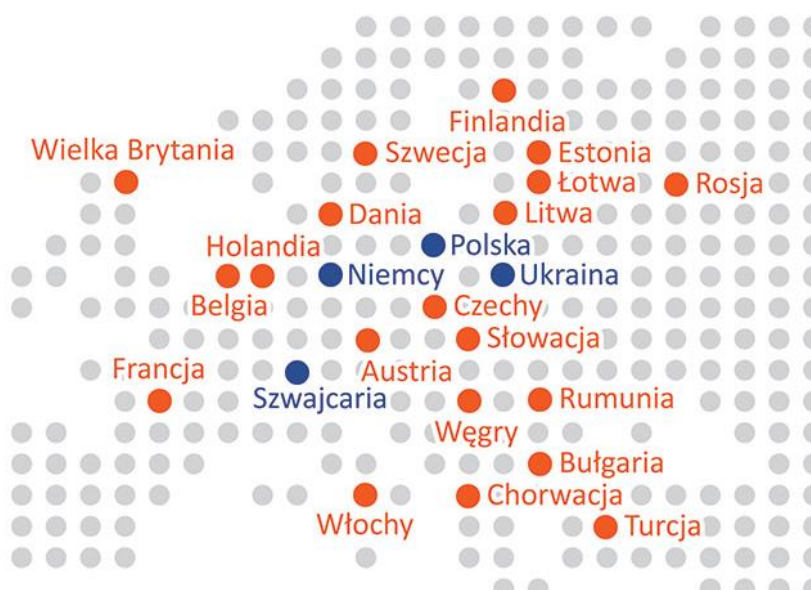 Finlandia
Wielka Brytania
Szwecja
Estonia
Łotwa
Rosja
Dania
Litwa
Holandia
Polska
Niemcy
Ukraina
Belgia
Czechy
Słowacja
Francja
Austria
Szwajcaria
Rumunia
Węgry
Bułgaria
Chorwacja
Włochy
Turcja